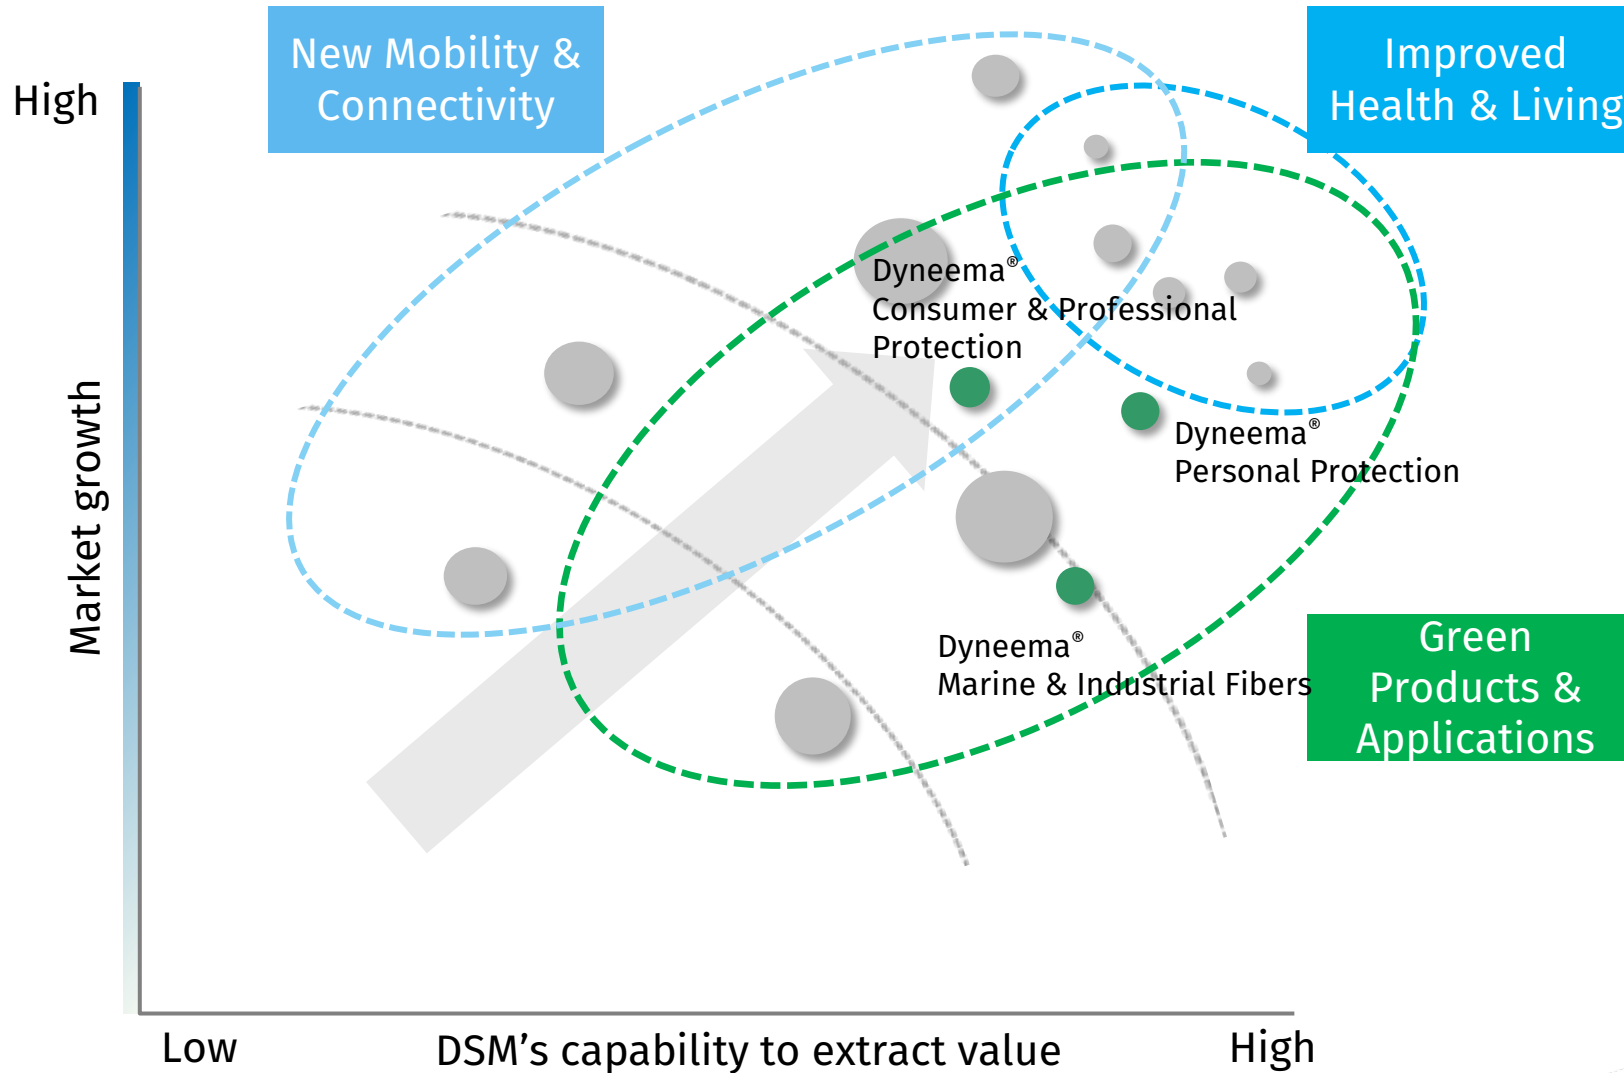 New Mobility &
Connectivity
Improved
Health & Living
High
Dyneema®
Consumer & Professional
Protection
Dyneema®
Personal Protection
Market growth
Dyneema®
Marine & Industrial Fibers
Green
Products &
Applications
Low
DSM’s capability to extract value
High